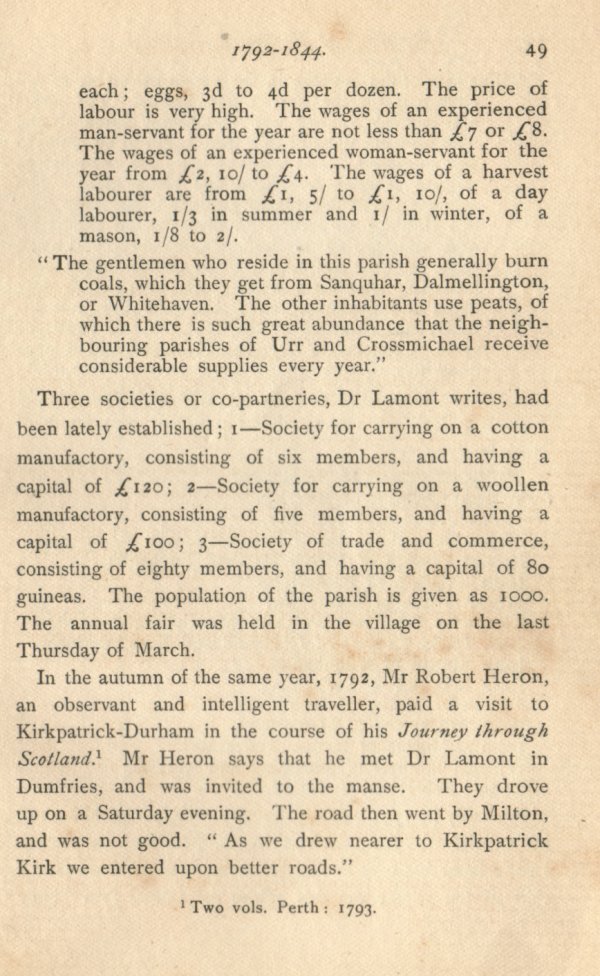 1792-1844. 49
each; eggs, 3d to 4d per dozen. The price of
labour is very high. The wages of an experienced
man-servant for the year are not less than £7 or £8.
The wages of an experienced woman-servant for the
year from £2, 10/ to £4. The wages of a harvest
labourer are from £1, 5/ to £1, 10/, of a day
labourer, 1/3 in summer and 1/ in winter, of a
mason, 1/8 to 2/.
“The gentlemen who reside in this parish generally burn
coals, which they get from Sanquhar, Dalmellington,
or Whitehaven. The other inhabitants use peats, of
which there is such great abundance that the neigh-
bouring parishes of Urr and Crossmichael receive
considerable supplies every year.”
Three societies or co-partneries, Dr Lamont writes, had
been lately established; 1—Society for carrying on a cotton
manufactory, consisting of six members, and having a
capital of £120; 2—Society for carrying on a woollen
manufactory, consisting of five members, and having a
capital of £100; 3—Society of trade and commerce,
consisting of eighty members, and having a capital of 80
guineas. The population of the parish is given as 1000.
The annual fair was held in the village on the last
Thursday of March.
In the autumn of the same year, 1792, Mr Robert Heron,
an observant and intelligent traveller, paid a visit to
Kirkpatrick-Durham in the course of his Journey through
Scotland.¹ Mr Heron says that he met Dr Lamont in
Dumfries, and was invited to the manse. They drove
up on a Saturday evening. The road then went by Milton,
and was not good. “As we drew nearer to Kirkpatrick
Kirk we entered upon better roads.”
¹ Two vols. Perth: 1793.